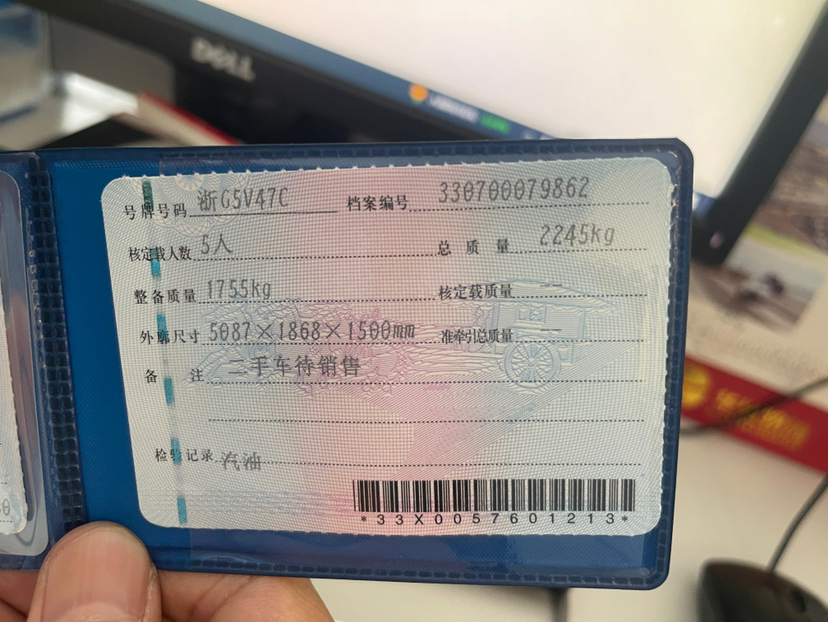 DELL
号牌号码 浙G5V47C 档案编号 330700079862
核定载人数 5人 总质量 2245kg
整备质量 1755kg 核定载质量 --
外廓尺寸 5087×1868×1500mm 准牵引总质量 --
备注 二手车待销售
检验记录 汽油
*33X0057601213*